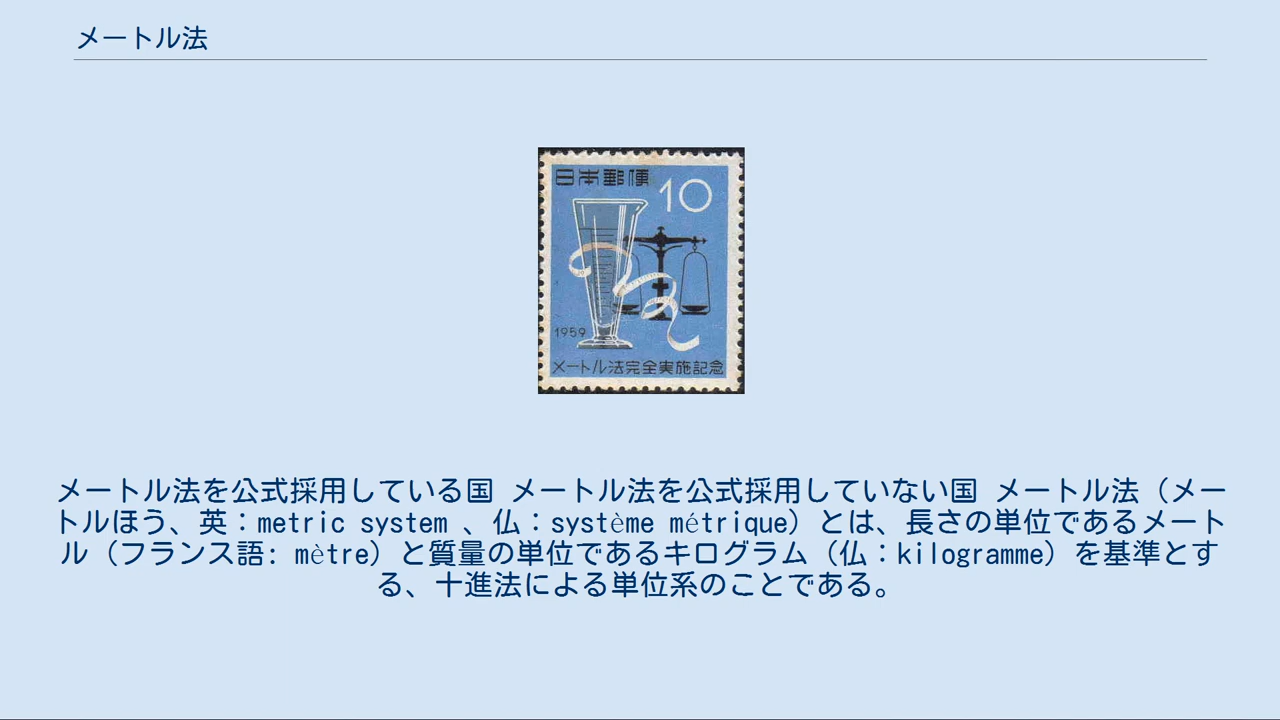 メートル法
日本郵便
10
1959
メートル法完全実施記念
メートル法を公式採用している国 メートル法を公式採用していない国 メートル法（メー
トルほう、英：metric system 、仏：système métrique）とは、長さの単位であるメート
ル（フランス語: mètre）と質量の単位であるキログラム（仏：kilogramme）を基準とす
る、十進法による単位系のことである。